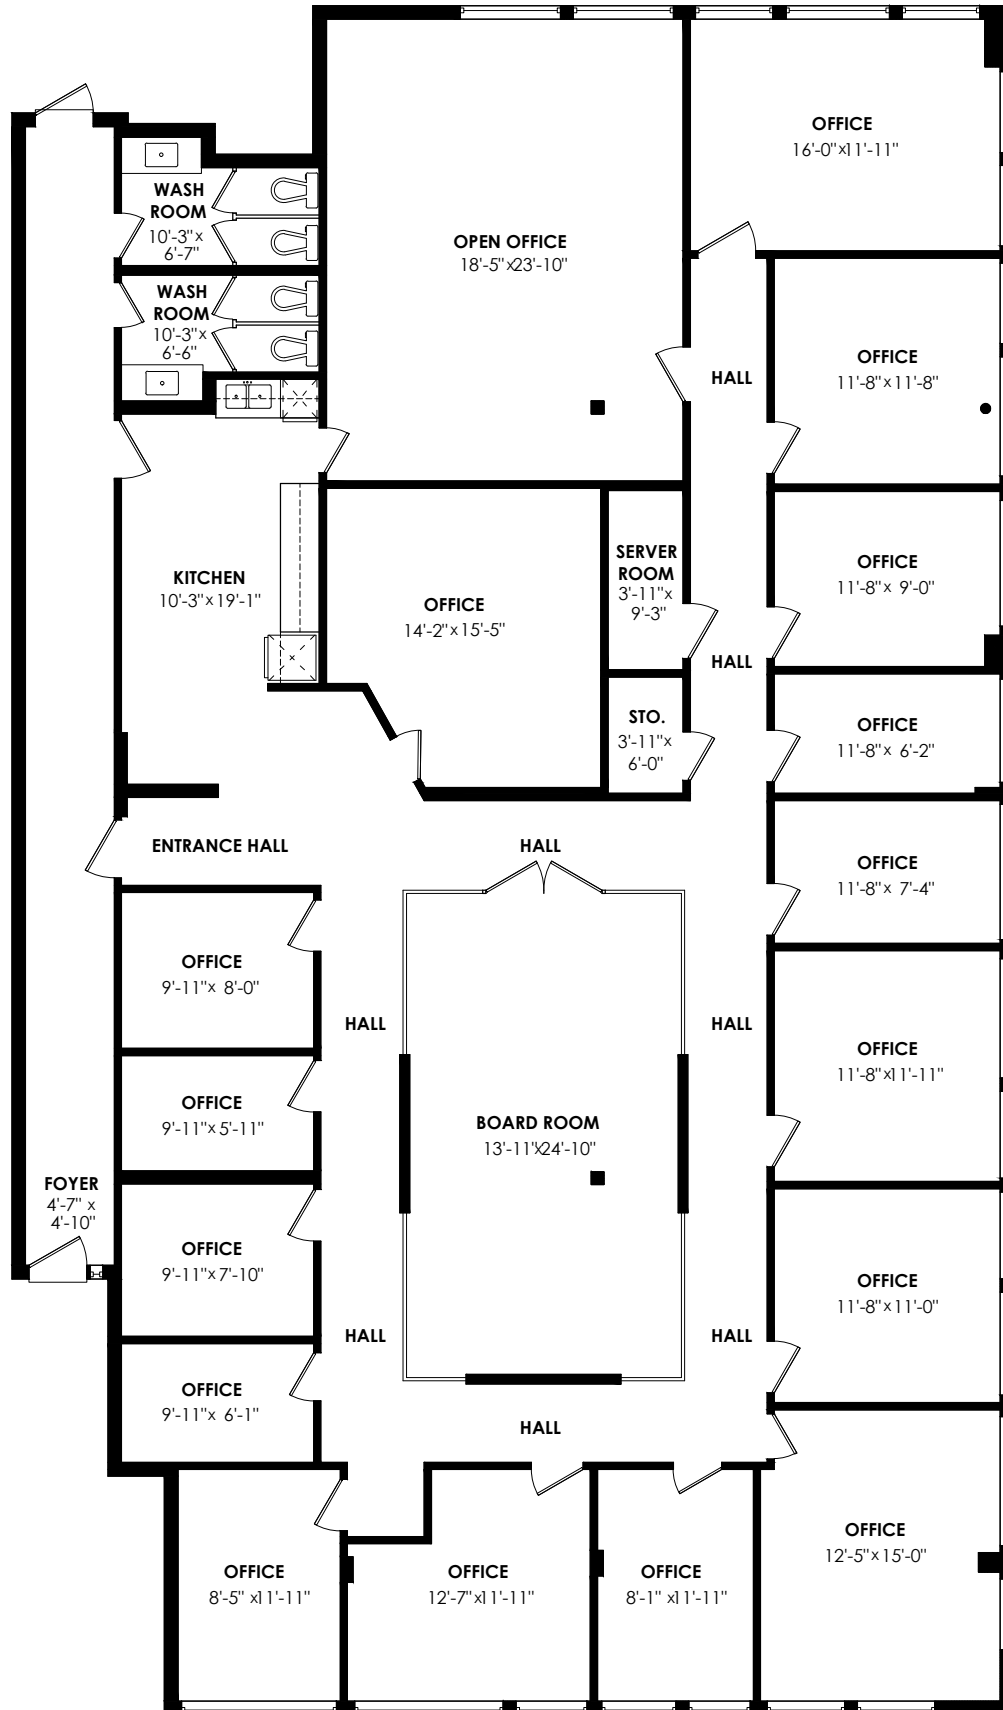 OFFICE
16'-0"x11'-11"
WASH
ROOM
10'-3"x
6'-7"
OPEN OFFICE
18'-5"x23'-10"
WASH
ROOM
10'-3"x
6'-6"
OFFICE
11'-8"x11'-8"
HALL
SERVER
ROOM
3'-11"x
9'-3"
OFFICE
11'-8"x 9'-0"
KITCHEN
10'-3"x19'-1"
OFFICE
14'-2"x15'-5"
HALL
STO.
3'-11"x
6'-0"
OFFICE
11'-8"x 6'-2"
ENTRANCE HALL
HALL
OFFICE
11'-8"x 7'-4"
OFFICE
9'-11"x 8'-0"
HALL
HALL
OFFICE
11'-8"x11'-11"
OFFICE
9'-11"x 5'-11"
BOARD ROOM
13'-11"x24'-10"
FOYER
4'-7" x
4'-10"
OFFICE
9'-11"x 7'-10"
OFFICE
11'-8"x11'-0"
HALL
HALL
OFFICE
9'-11"x 6'-1"
HALL
OFFICE
12'-5"x15'-0"
OFFICE
8'-5" x11'-11"
OFFICE
12'-7"x11'-11"
OFFICE
8'-1" x11'-11"